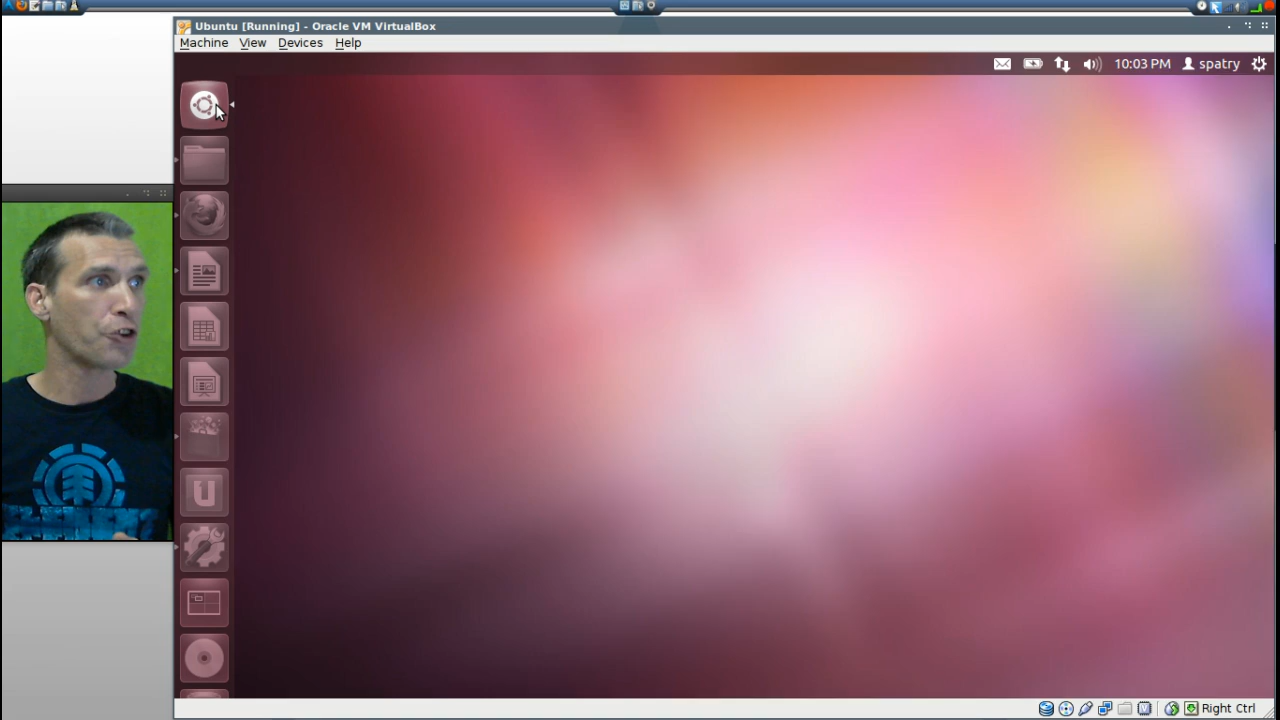 Ubuntu [Running] - Oracle VM VirtualBox
Machine View Devices Help
10:03 PM spatry
U
Right Ctrl